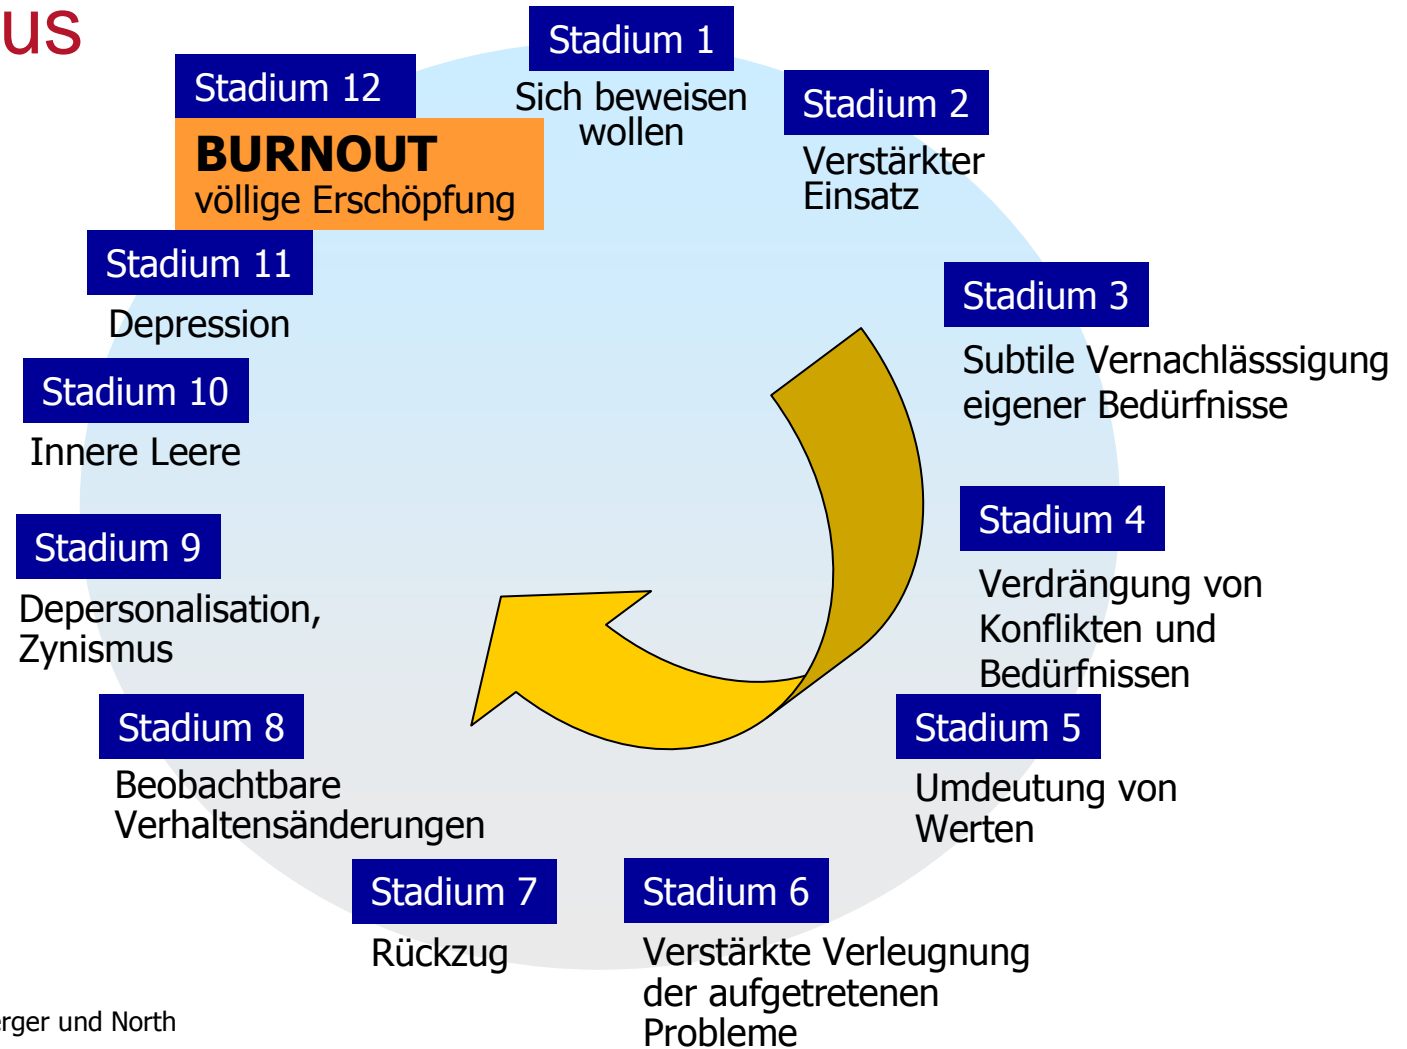 us
Stadium 1
Sich beweisen
wollen
Stadium 2
Verstärkter
Einsatz
Stadium 3
Subtile Vernachlässsigung
eigener Bedürfnisse
Stadium 4
Verdrängung von
Konflikten und
Bedürfnissen
Stadium 5
Umdeutung von
Werten
Stadium 6
Verstärkte Verleugnung
der aufgetretenen
Probleme
Stadium 7
Rückzug
Stadium 8
Beobachtbare
Verhaltensänderungen
Stadium 9
Depersonalisation,
Zynismus
Stadium 10
Innere Leere
Stadium 11
Depression
Stadium 12
BURNOUT
völlige Erschöpfung
erger und North